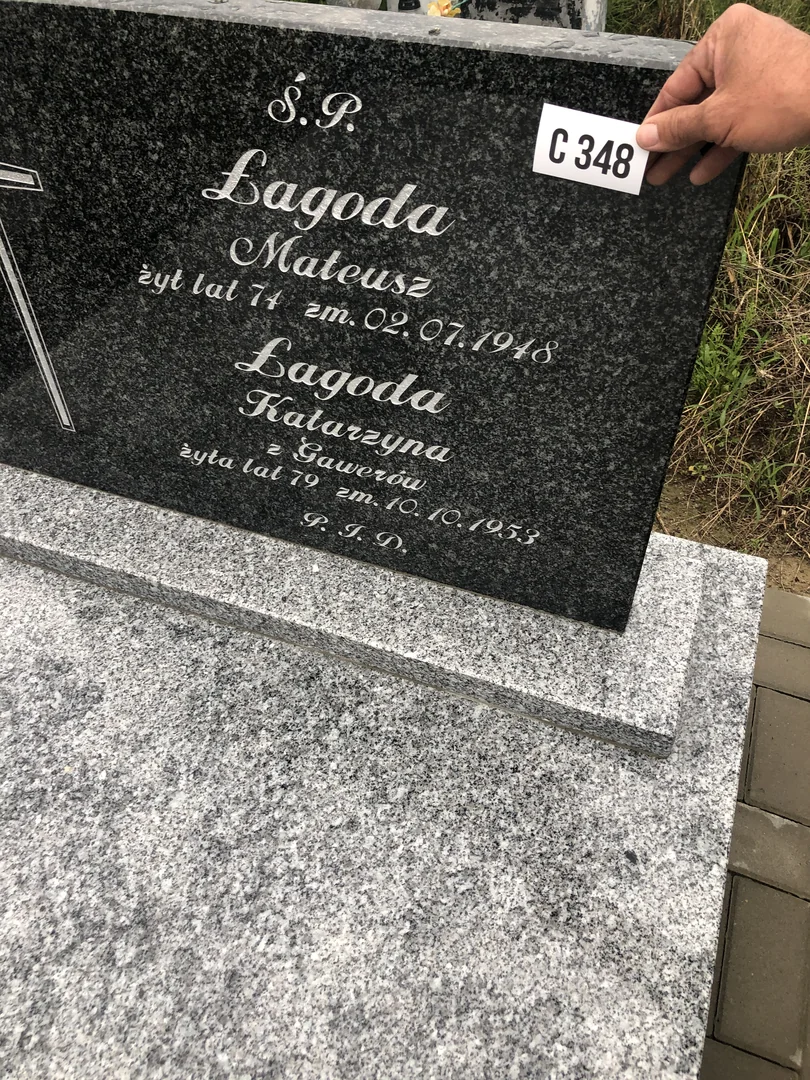 Ś.P.
C 348
Łagoda
Mateusz
żył lat 74 zm. 02. 07. 1948
Łagoda
Katarzyna
z Gawerów
żyła lat 79 zm. 10. 10. 1953
P. I. D.